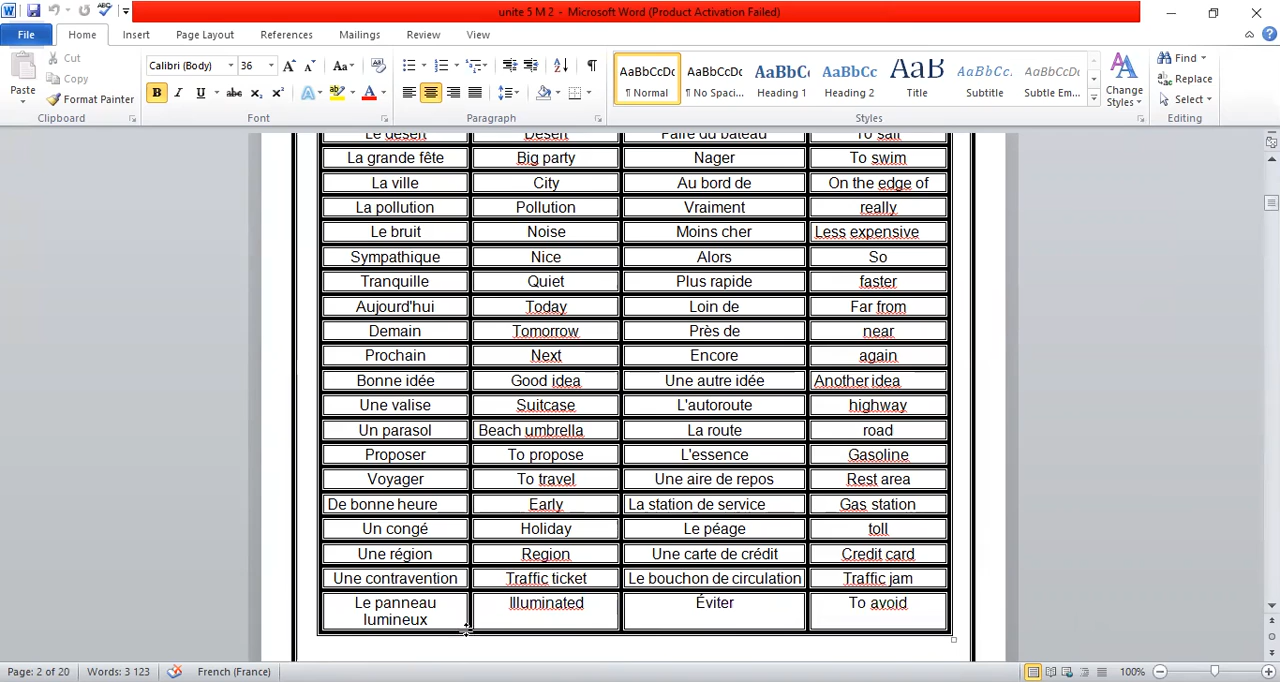 unite 5 M 2 - Microsoft Word (Product Activation Failed)
File Home Insert Page Layout References Mailings Review View
Paste
Cut
Copy
Format Painter
Clipboard
Calibri (Body) 36
Font
Paragraph
AaBbCcDc AaBbCcDc AaBbCc AaBbCc AaB AaBbCc. AaBbCcDc
¶ Normal ¶ No Spaci... Heading 1 Heading 2 Title Subtitle Subtle Em...
Change Styles
Styles
Find
Replace
Select
Editing
Le désert Desert Faire du bateau To sail
La grande fête Big party Nager To swim
La ville City Au bord de On the edge of
La pollution Pollution Vraiment really
Le bruit Noise Moins cher Less expensive
Sympathique Nice Alors So
Tranquille Quiet Plus rapide faster
Aujourd'hui Today Loin de Far from
Demain Tomorrow Près de near
Prochain Next Encore again
Bonne idée Good idea Une autre idée Another idea
Une valise Suitcase L'autoroute highway
Un parasol Beach umbrella La route road
Proposer To propose L'essence Gasoline
Voyager To travel Une aire de repos Rest area
De bonne heure Early La station de service Gas station
Un congé Holiday Le péage toll
Une région Region Une carte de crédit Credit card
Une contravention Traffic ticket Le bouchon de circulation Traffic jam
Le panneau lumineux Illuminated Éviter To avoid
Page: 2 of 20 Words: 3 123 French (France) 100%